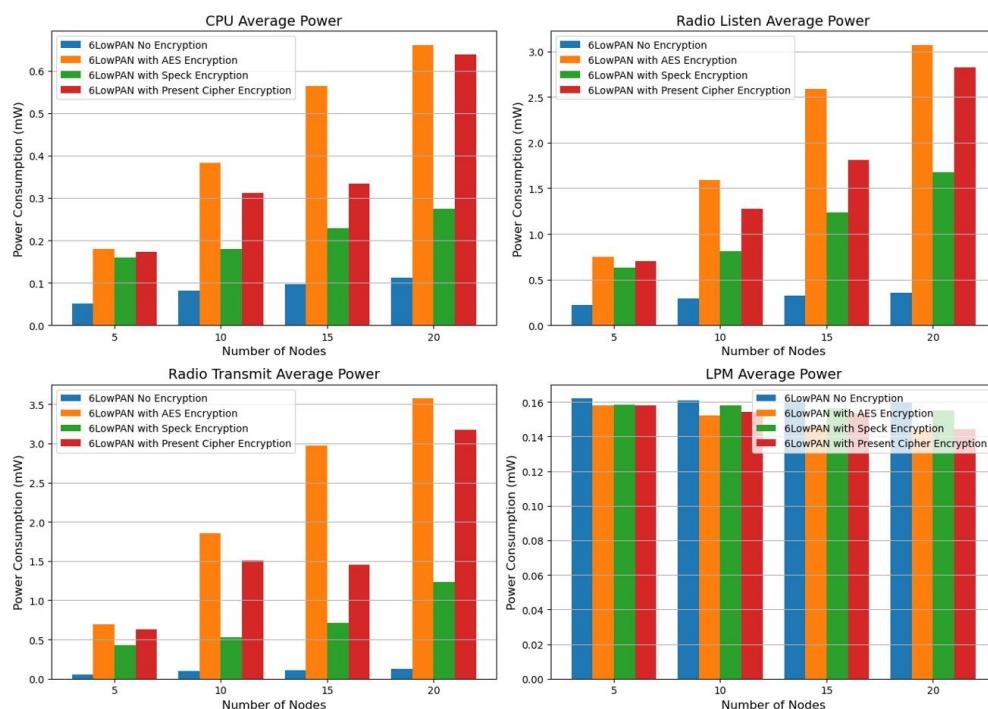 CPU Average Power
6LowPAN No Encryption
6LowPAN with AES Encryption
6LowPAN with Speck Encryption
6LowPAN with Present Cipher Encryption
Power Consumption (mW)
0.6
0.5
0.4
0.3
0.2
0.1
0.0
5 10 15 20
Number of Nodes
Radio Listen Average Power
6LowPAN No Encryption
6LowPAN with AES Encryption
6LowPAN with Speck Encryption
6LowPAN with Present Cipher Encryption
Power Consumption (mW)
3.0
2.5
2.0
1.5
1.0
0.5
0.0
5 10 15 20
Number of Nodes
Radio Transmit Average Power
6LowPAN No Encryption
6LowPAN with AES Encryption
6LowPAN with Speck Encryption
6LowPAN with Present Cipher Encryption
Power Consumption (mW)
3.5
3.0
2.5
2.0
1.5
1.0
0.5
0.0
5 10 15 20
Number of Nodes
LPM Average Power
6LowPAN No Encryption
6LowPAN with AES Encryption
6LowPAN with Speck Encryption
6LowPAN with Present Cipher Encryption
Power Consumption (mW)
0.16
0.14
0.12
0.10
0.08
0.06
0.04
0.02
0.00
5 10 15 20
Number of Nodes